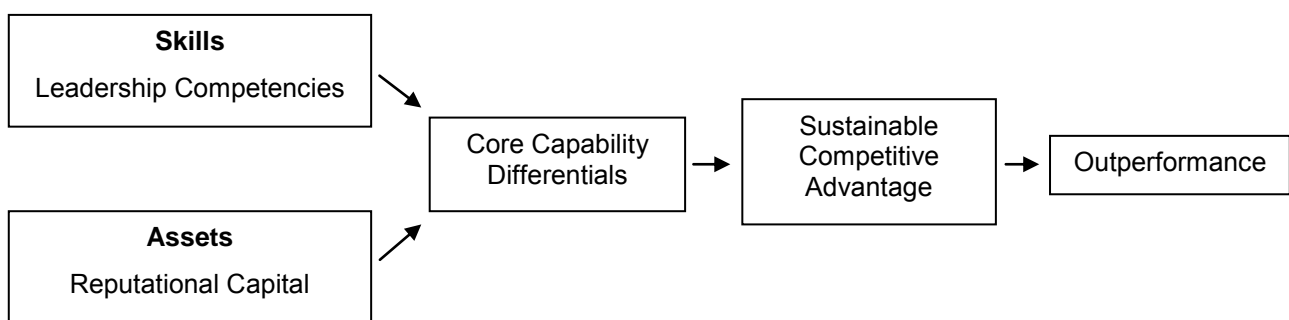 Skills
Leadership Competencies
Assets
Reputational Capital
Core Capability
Differentials
Sustainable
Competitive
Advantage
Outperformance